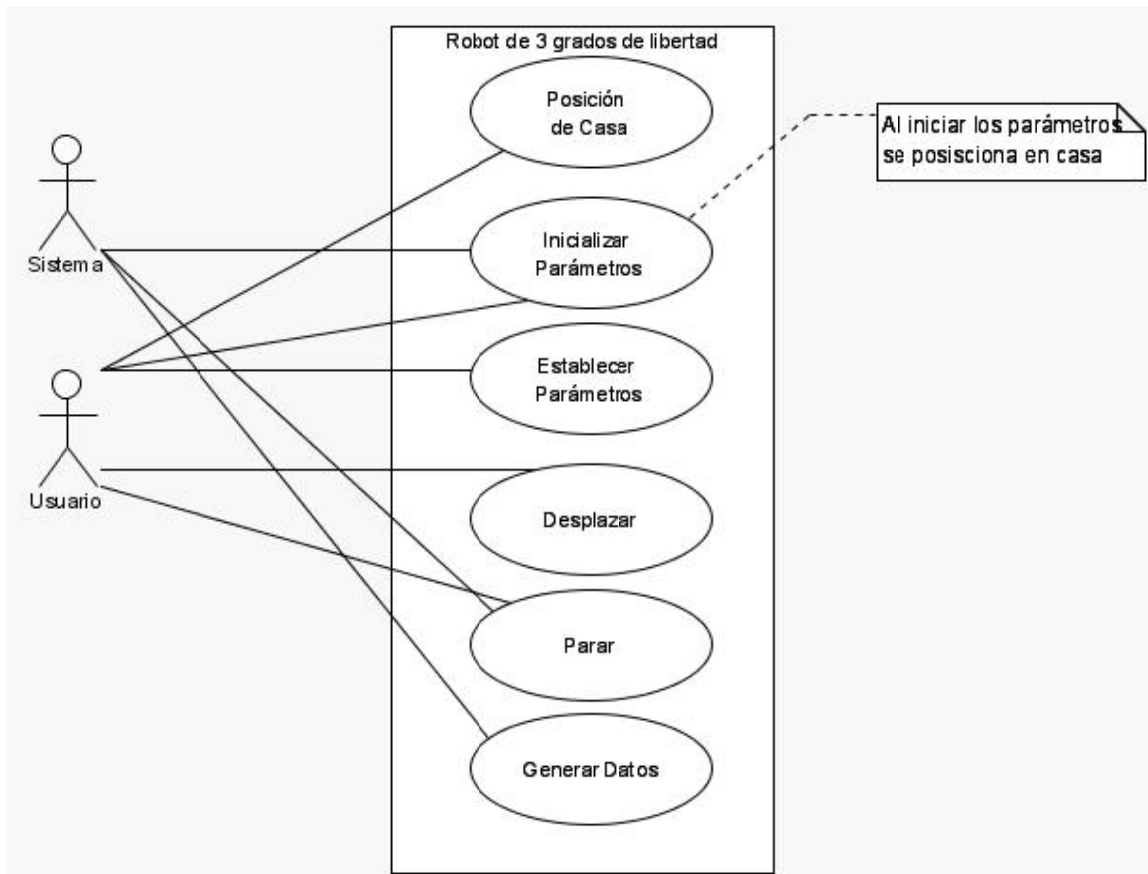 Robot de 3 grados de libertad
Posición
de Casa
Al iniciar los parámetros
se posisciona en casa
Sistema
Inicializar
Parámetros
Establecer
Parámetros
Usuario
Desplazar
Parar
Generar Datos